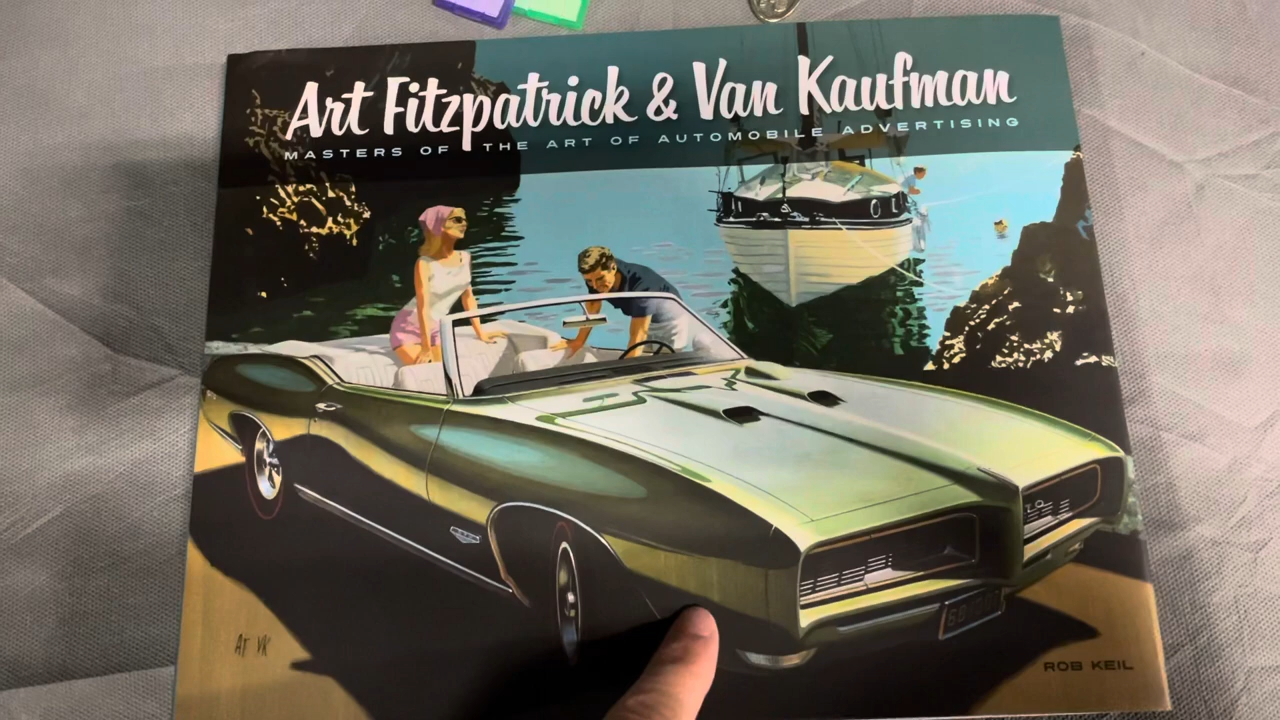 Art Fitzpatrick & Van Kaufman
MASTERS OF THE ART OF AUTOMOBILE ADVERTISING
AF VK
ROB KEIL